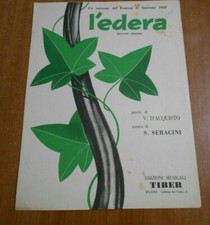 Un successo del Festival di Sanremo 1958
l'edera
parole di
V. D'ACQUISTO
musica di
S. SERACINI
EDIZIONI MUSICALI
TIBER